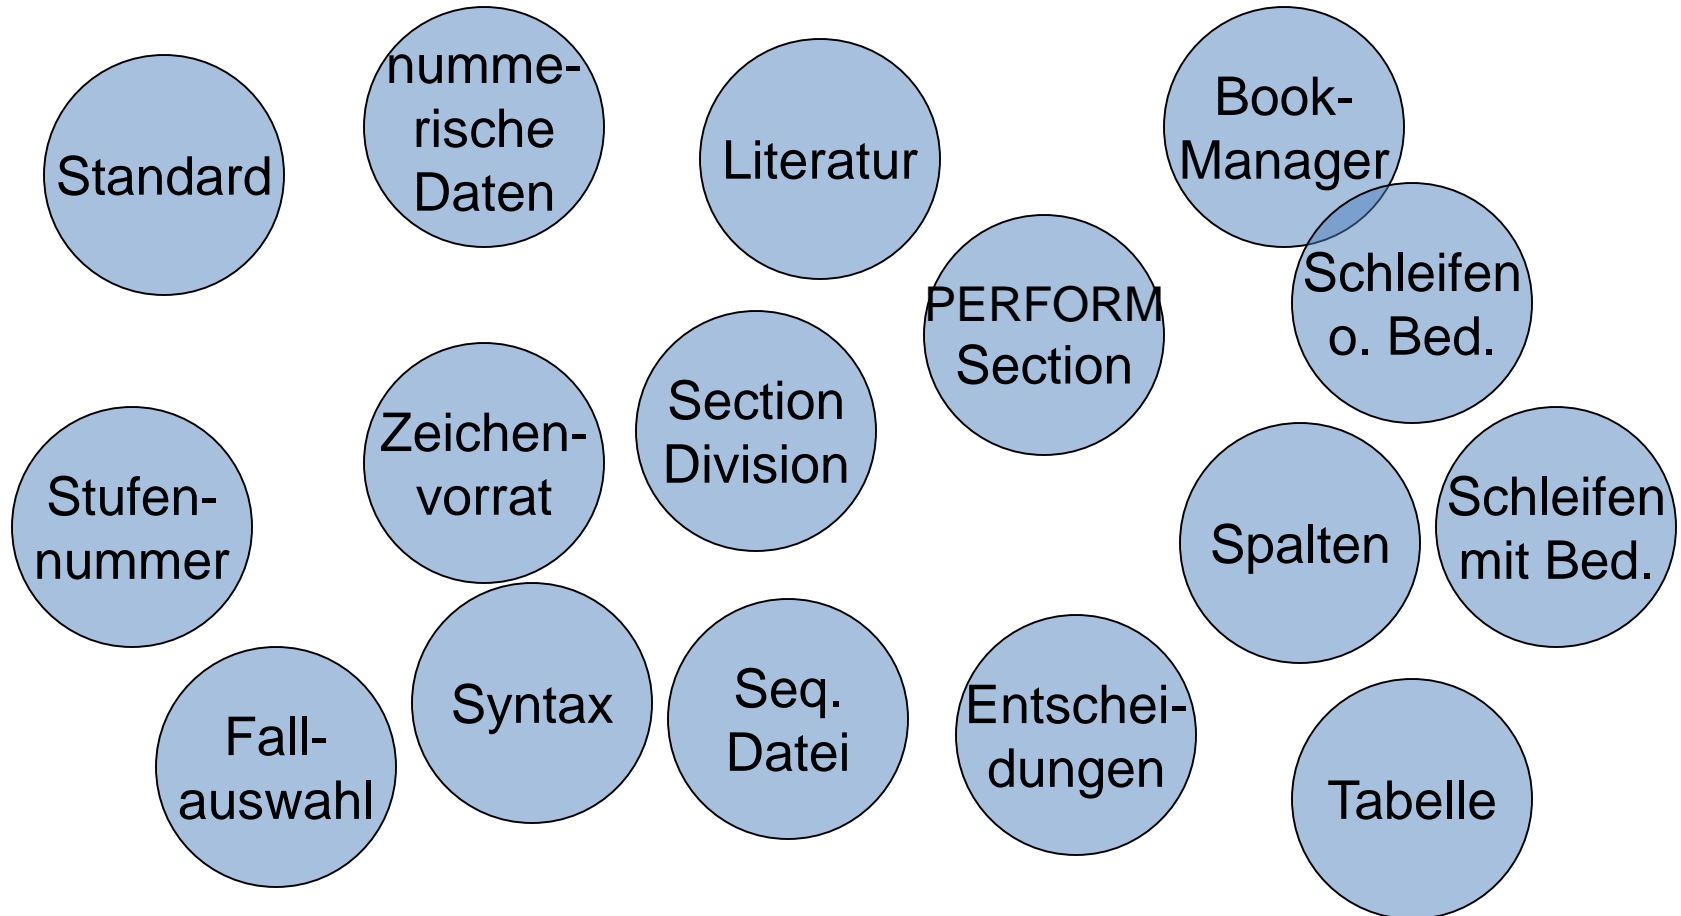 Standard
numme-
rische
Daten
Literatur
Book-
Manager
PERFORM
Section
Schleifen
o. Bed.
Stufen-
nummer
Zeichen-
vorrat
Section
Division
Spalten
Schleifen
mit Bed.
Fall-
auswahl
Syntax
Seq.
Datei
Entschei-
dungen
Tabelle